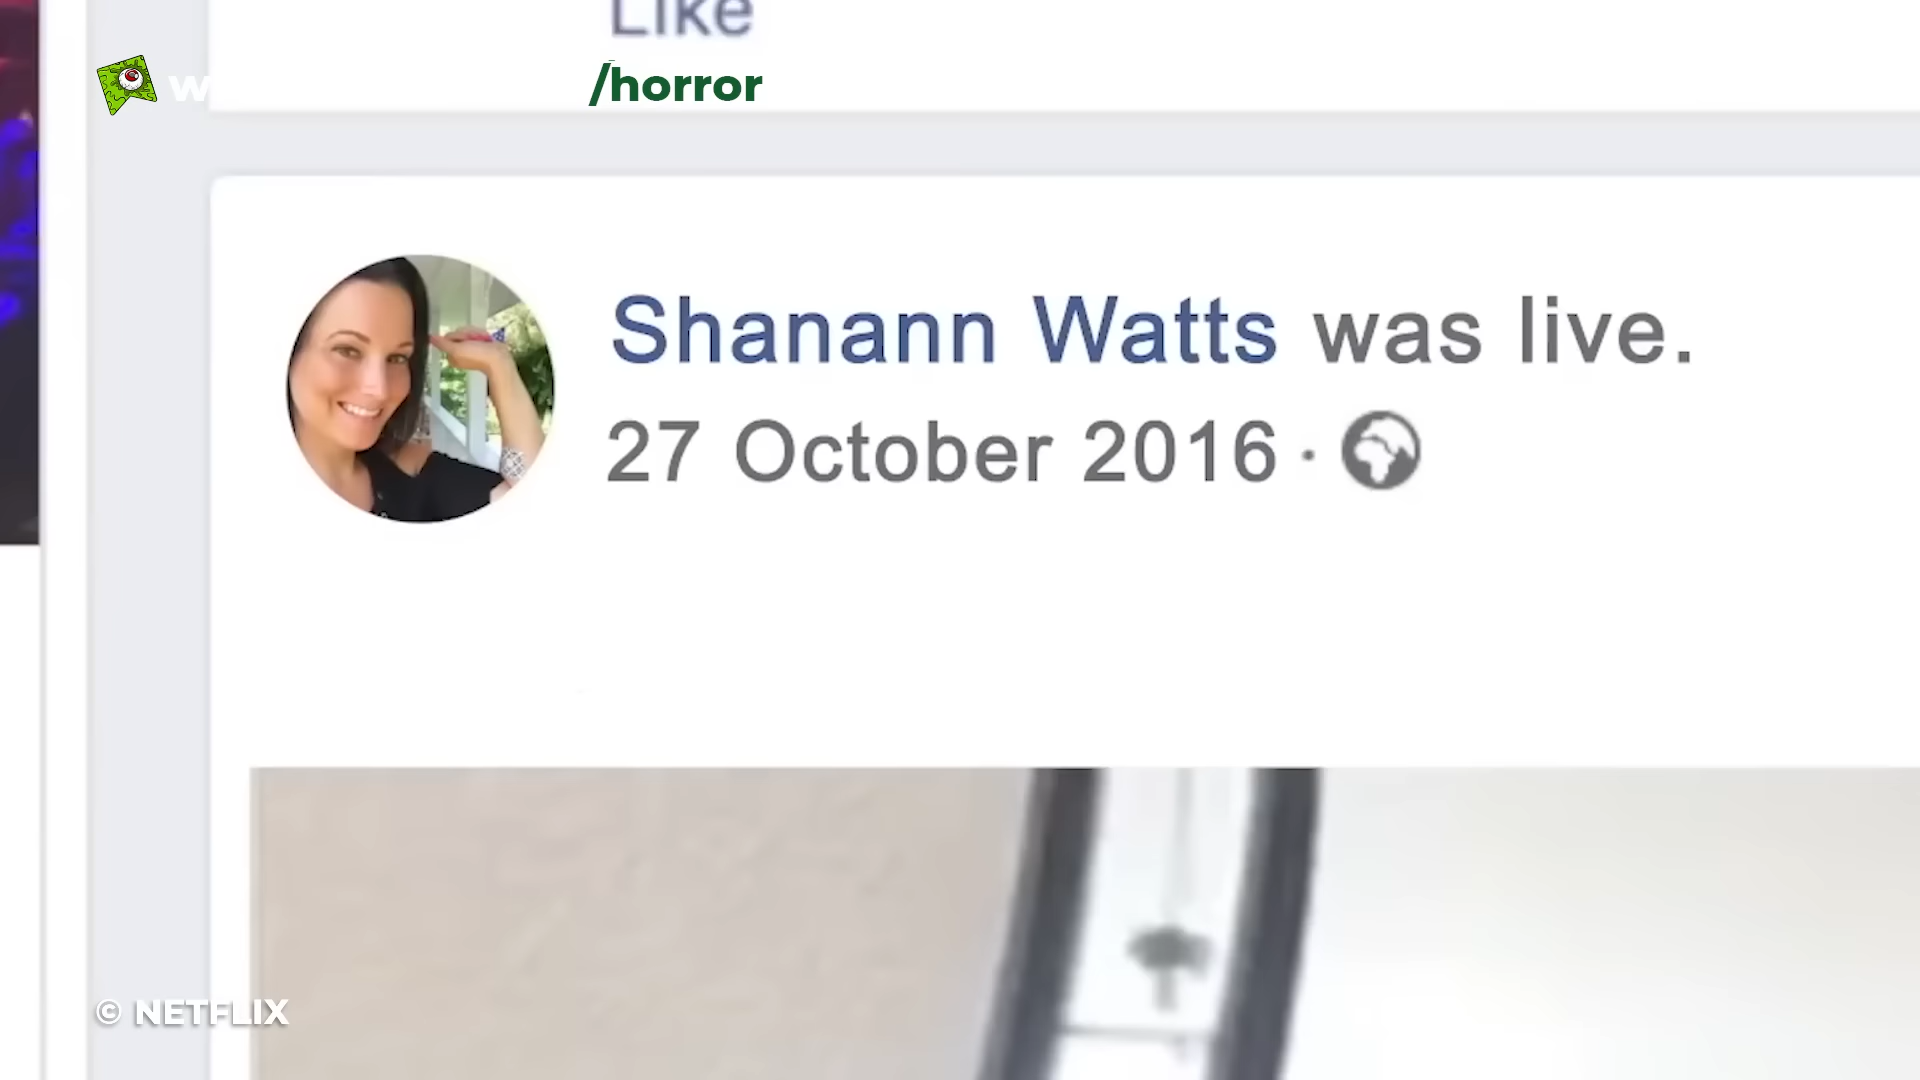 Like
w /horror
Shanann Watts was live.
27 October 2016 ·
© NETFLIX